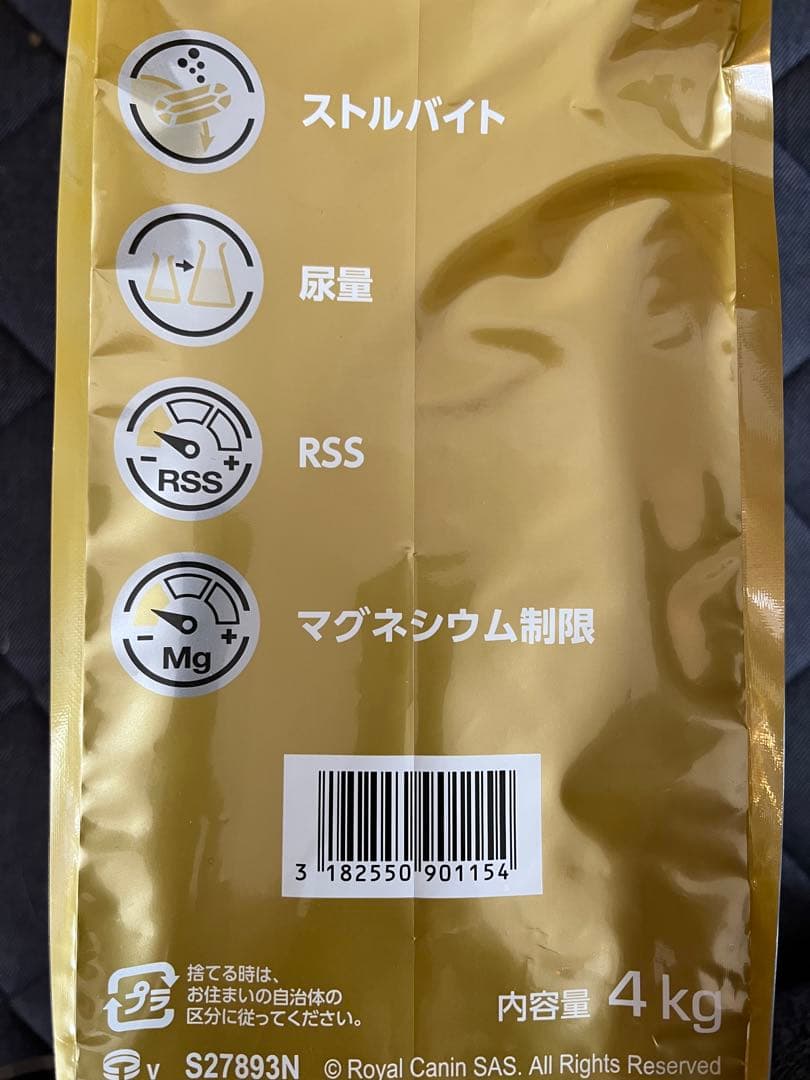 ストルバイト
尿量
RSS
- +
RSS
マグネシウム制限
- +
Mg
3 182550 901154
プラ
捨てる時は、
お住まいの自治体の
区分に従ってください。
内容量 4kg
v S27893N © Royal Canin SAS. All Rights Reserved